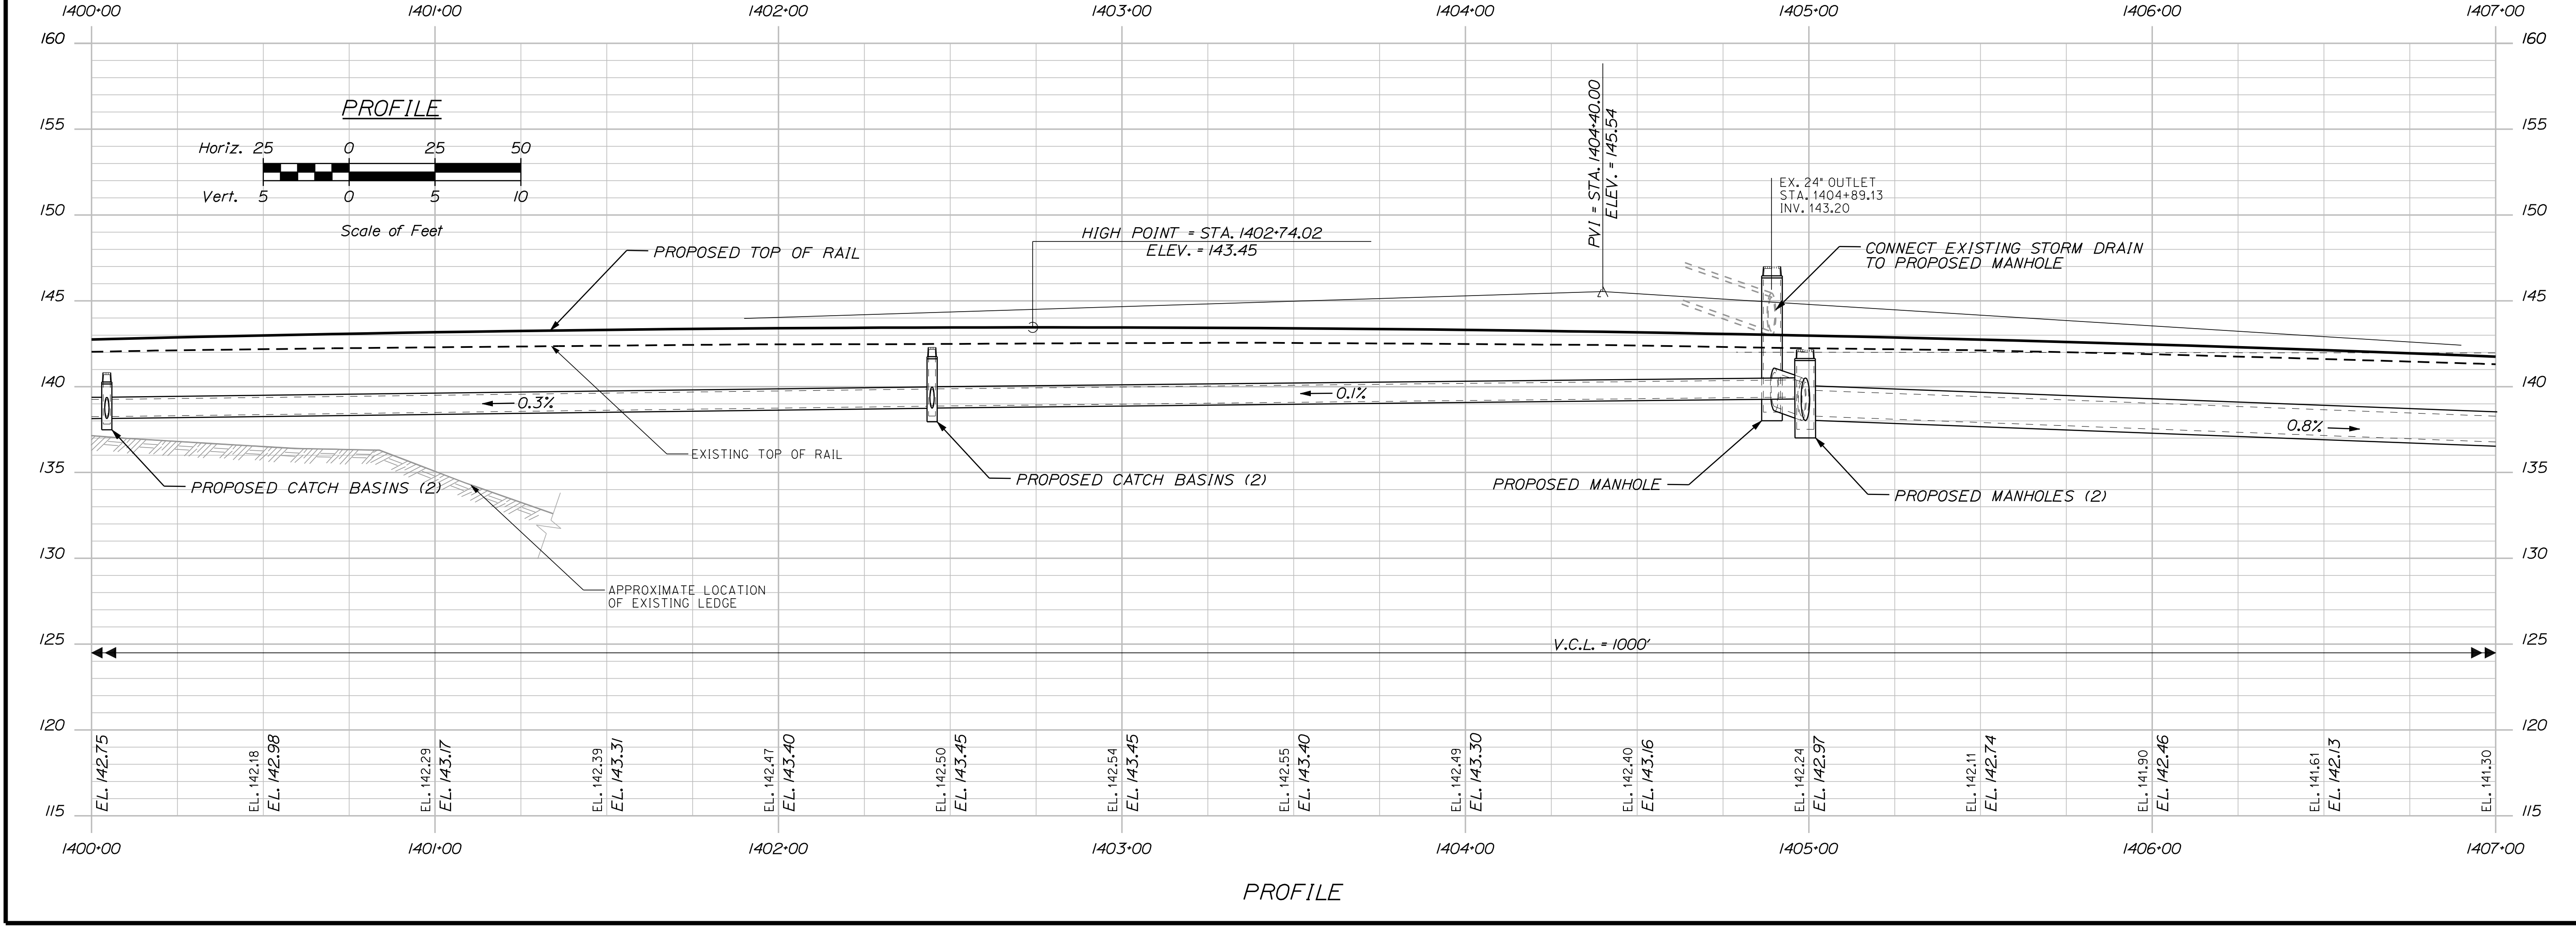 1400+00 1401+00 1402+00 1403+00 1404+00 1405+00 1406+00 1407+00
160 160
PROFILE
155 155
Horiz. 25 0 25 50
Vert. 5 0 5 10
Scale of Feet
150 150
PVI = STA. 1404+40.00
ELEV. = 145.54
EX. 24" OUTLET
STA. 1404+89.13
INV. 143.20
HIGH POINT = STA. 1402+74.02
ELEV. = 143.45
PROPOSED TOP OF RAIL
CONNECT EXISTING STORM DRAIN
TO PROPOSED MANHOLE
145 145
140 140
0.3%
0.1%
0.8%
EXISTING TOP OF RAIL
135 135
PROPOSED CATCH BASINS (2)
PROPOSED CATCH BASINS (2)
PROPOSED MANHOLE
PROPOSED MANHOLES (2)
130 130
APPROXIMATE LOCATION
OF EXISTING LEDGE
125 125
V.C.L. = 1000'
120 120
EL. 142.75
EL. 142.18
EL. 142.98
EL. 142.29
EL. 143.17
EL. 142.39
EL. 143.31
EL. 142.47
EL. 143.40
EL. 142.50
EL. 143.45
EL. 142.54
EL. 143.45
EL. 142.55
EL. 143.40
EL. 142.49
EL. 143.30
EL. 142.40
EL. 143.16
EL. 142.24
EL. 142.97
EL. 142.11
EL. 142.74
EL. 141.90
EL. 142.46
EL. 141.61
EL. 142.13
EL. 141.30
115 115
1400+00 1401+00 1402+00 1403+00 1404+00 1405+00 1406+00 1407+00
PROFILE